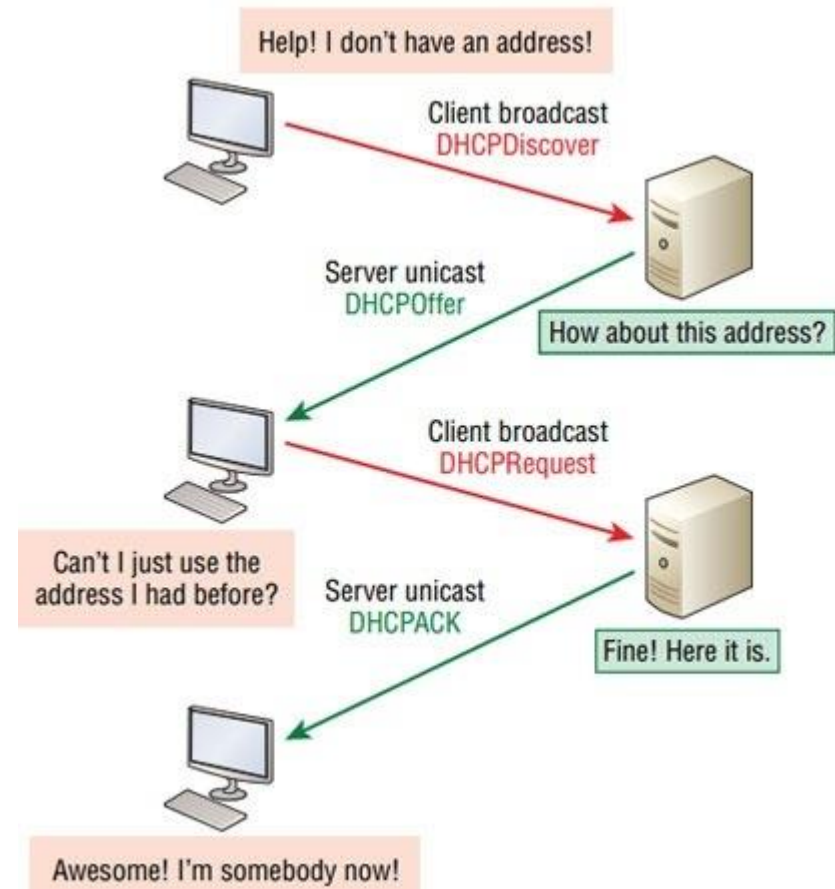 Help! I don't have an address!
Client broadcast
DHCPDiscover
Server unicast
DHCPOffer
How about this address?
Client broadcast
DHCPRequest
Can't I just use the
address I had before?
Server unicast
DHCPACK
Fine! Here it is.
Awesome! I'm somebody now!